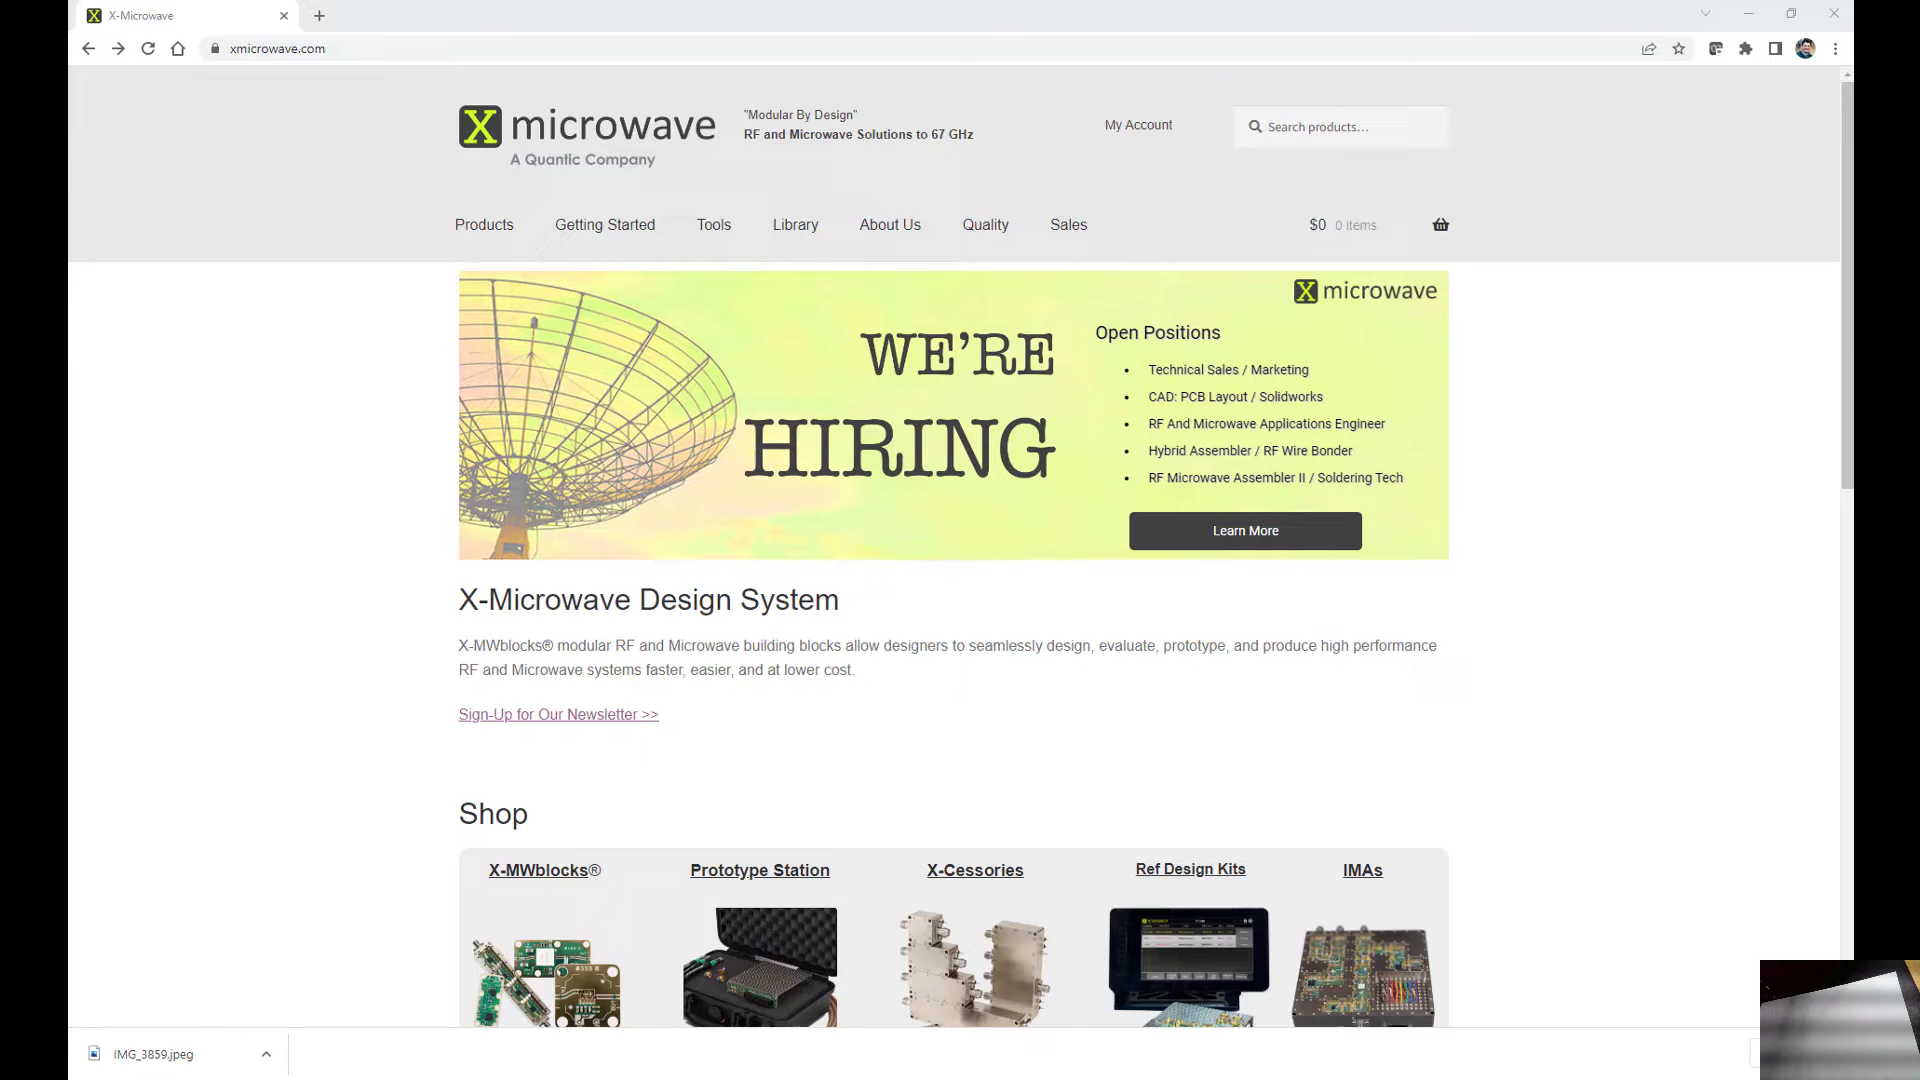 X-Microwave
xmicrowave.com
X microwave
A Quantic Company
"Modular By Design"
RF and Microwave Solutions to 67 GHz
My Account
Search products…
Products Getting Started Tools Library About Us Quality Sales
$0 0 items
X microwave
WE'RE
HIRING
Open Positions
• Technical Sales / Marketing
• CAD: PCB Layout / Solidworks
• RF And Microwave Applications Engineer
• Hybrid Assembler / RF Wire Bonder
• RF Microwave Assembler II / Soldering Tech
Learn More
X-Microwave Design System
X-MWblocks® modular RF and Microwave building blocks allow designers to seamlessly design, evaluate, prototype, and produce high performance
RF and Microwave systems faster, easier, and at lower cost.
Sign-Up for Our Newsletter >>
Shop
X-MWblocks® Prototype Station X-Cessories Ref Design Kits IMAs
IMG_3859.jpeg